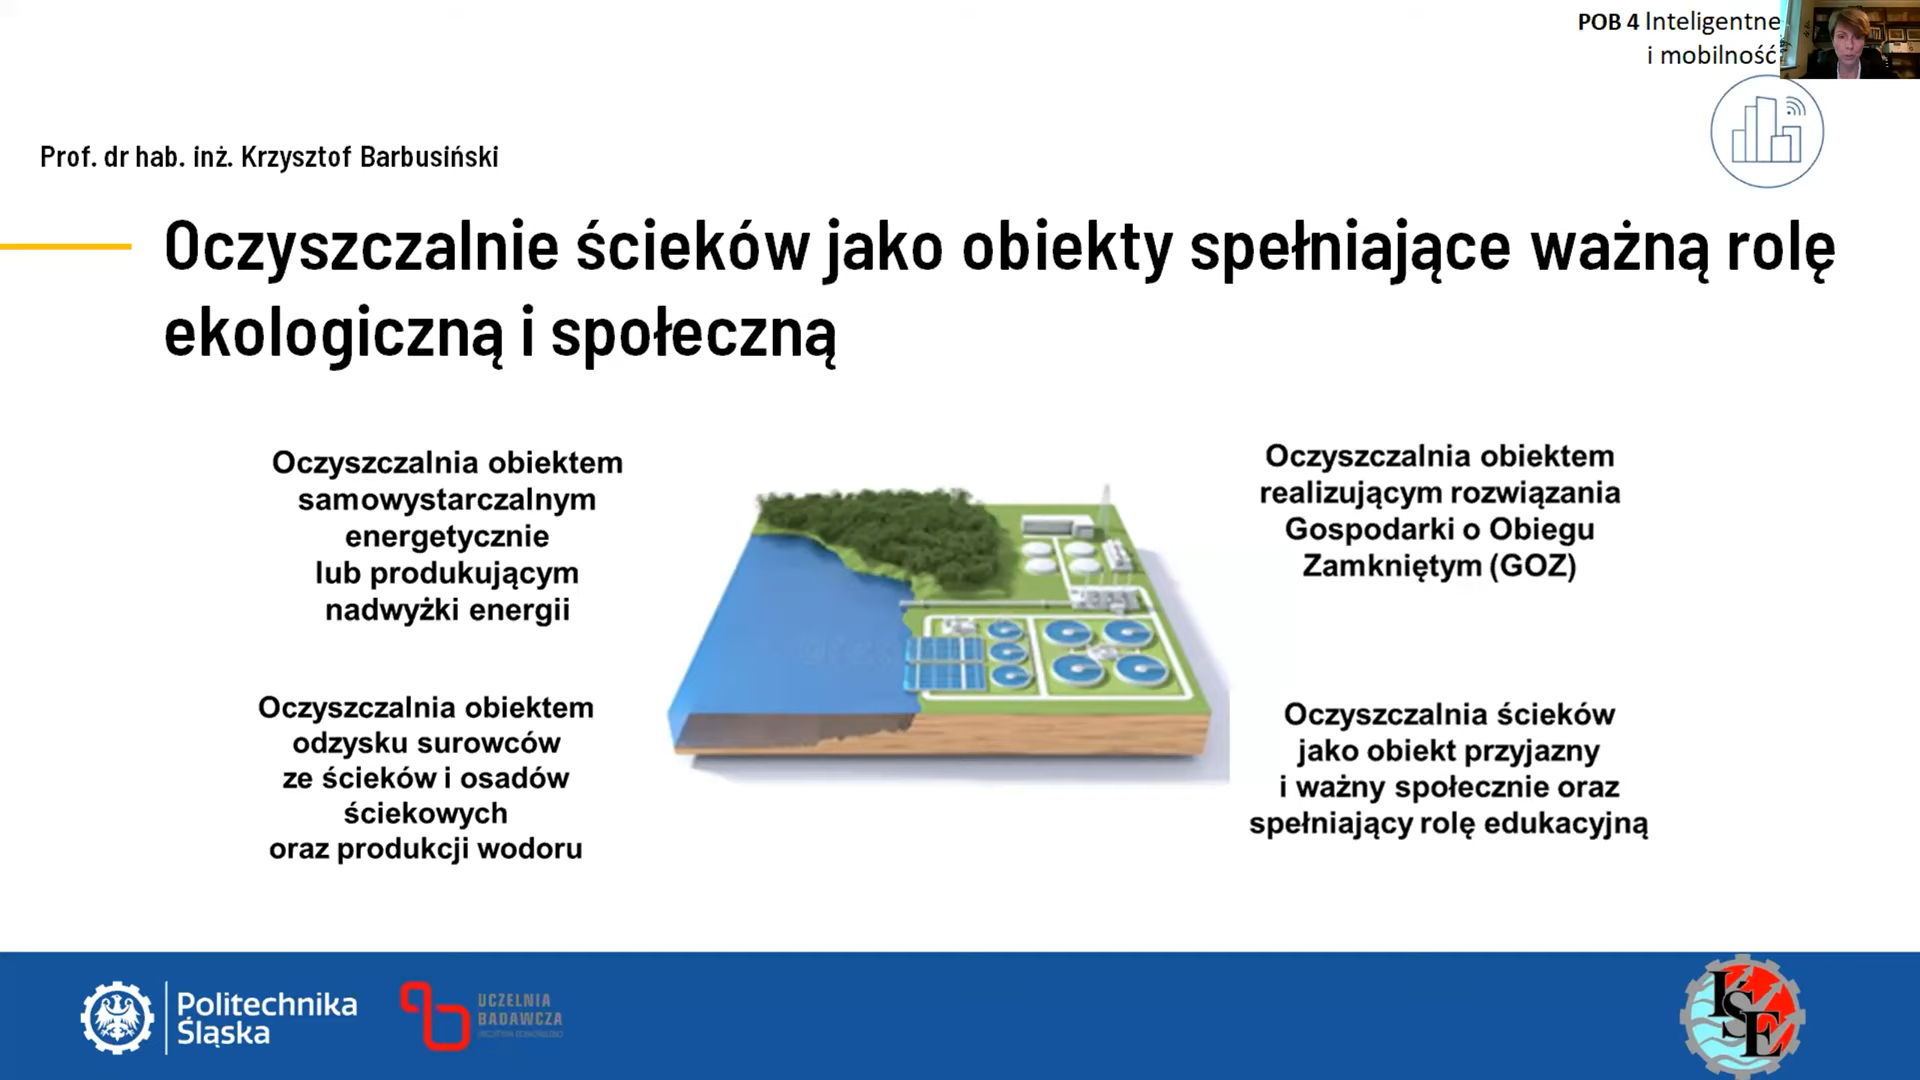 POB 4 Inteligentne
i mobilność
Prof. dr hab. inż. Krzysztof Barbusiński
Oczyszczalnie ścieków jako obiekty spełniające ważną rolę
ekologiczną i społeczną
Oczyszczalnia obiektem
samowystarczalnym
energetycznie
lub produkującym
nadwyżki energii
Oczyszczalnia obiektem
realizującym rozwiązania
Gospodarki o Obiegu
Zamkniętym (GOZ)
Oczyszczalnia obiektem
odzysku surowców
ze ścieków i osadów
ściekowych
oraz produkcji wodoru
Oczyszczalnia ścieków
jako obiekt przyjazny
i ważny społecznie oraz
spełniający rolę edukacyjną
Politechnika
Śląska
UCZELNIA
BADAWCZA
IŚE